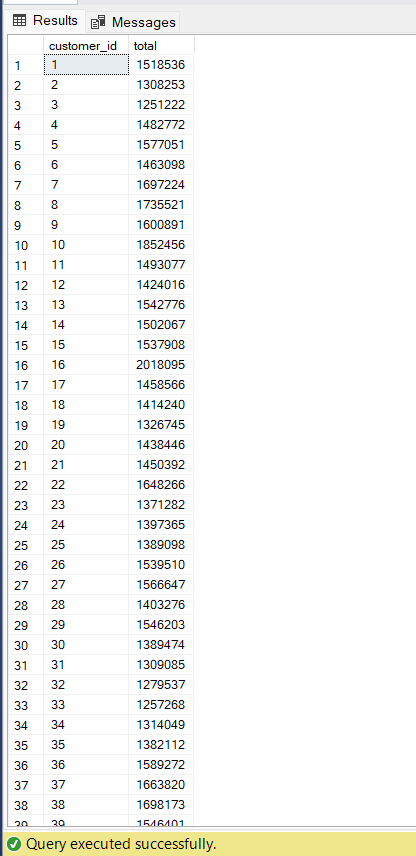 Results Messages
customer_id total
1 1 1518536
2 2 1308253
3 3 1251222
4 4 1482772
5 5 1577051
6 6 1463098
7 7 1697224
8 8 1735521
9 9 1600891
10 10 1852456
11 11 1493077
12 12 1424016
13 13 1542776
14 14 1502067
15 15 1537908
16 16 2018095
17 17 1458566
18 18 1414240
19 19 1326745
20 20 1438446
21 21 1450392
22 22 1648266
23 23 1371282
24 24 1397365
25 25 1389098
26 26 1539510
27 27 1566647
28 28 1403276
29 29 1546203
30 30 1389474
31 31 1309085
32 32 1279537
33 33 1257268
34 34 1314049
35 35 1382112
36 36 1589272
37 37 1663820
38 38 1698173
39 39 1546401
Query executed successfully.